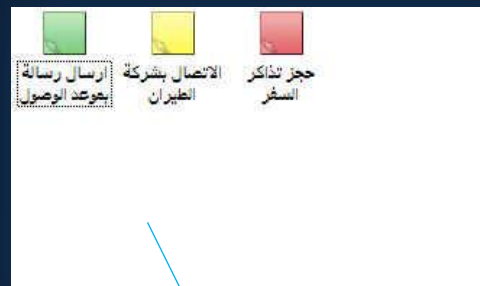 حجز تذاكر
السفر
الاتصال بشركة
الطيران
ارسال رسالة
بموعد الوصول